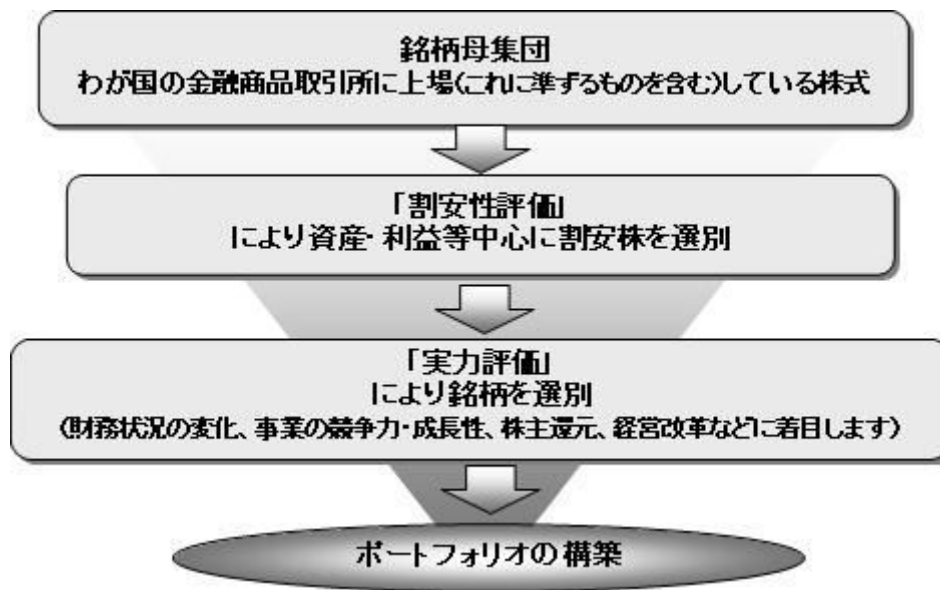 銘柄母集団
わが国の金融商品取引所に上場(これに準ずるものを含む)している株式
「割安性評価」
により資産・利益等中心に割安株を選別
「実力評価」
により銘柄を選別
(財務状況の変化、事業の競争力・成長性、株主還元、経営改革などに着目します)
ポートフォリオの構築